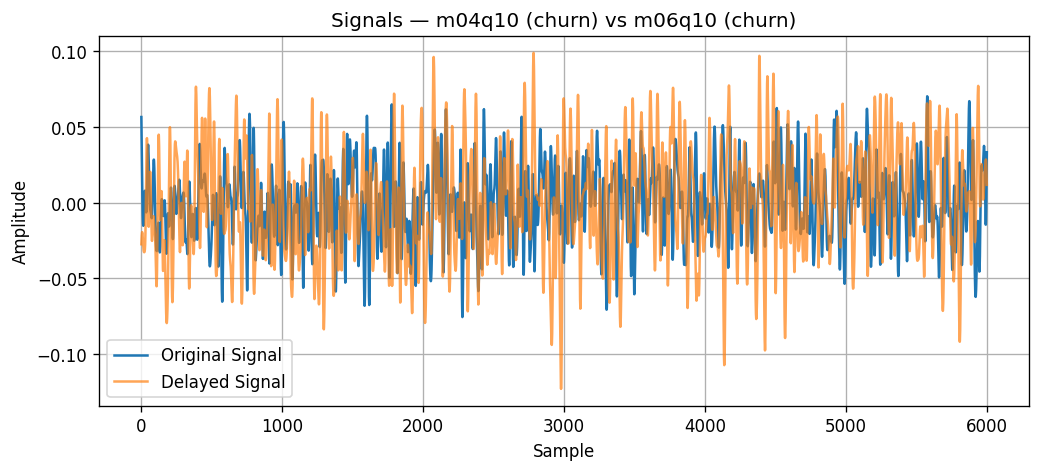 Signals — m04q10 (churn) vs m06q10 (churn)
0.10
0.05
0.00
−0.05
−0.10
Amplitude
Original Signal
Delayed Signal
0 1000 2000 3000 4000 5000 6000
Sample